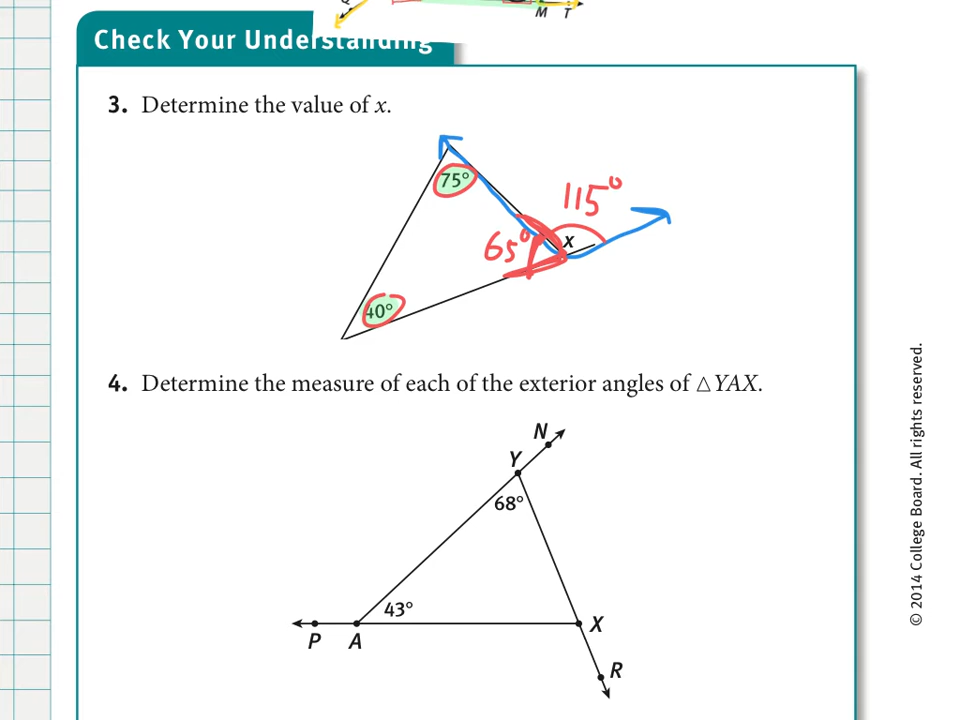 M T
Check Your Understanding
3. Determine the value of x.
75°
115°
65°
x
40°
4. Determine the measure of each of the exterior angles of △YAX.
N
Y
68°
43°
P A X
R
© 2014 College Board. All rights reserved.